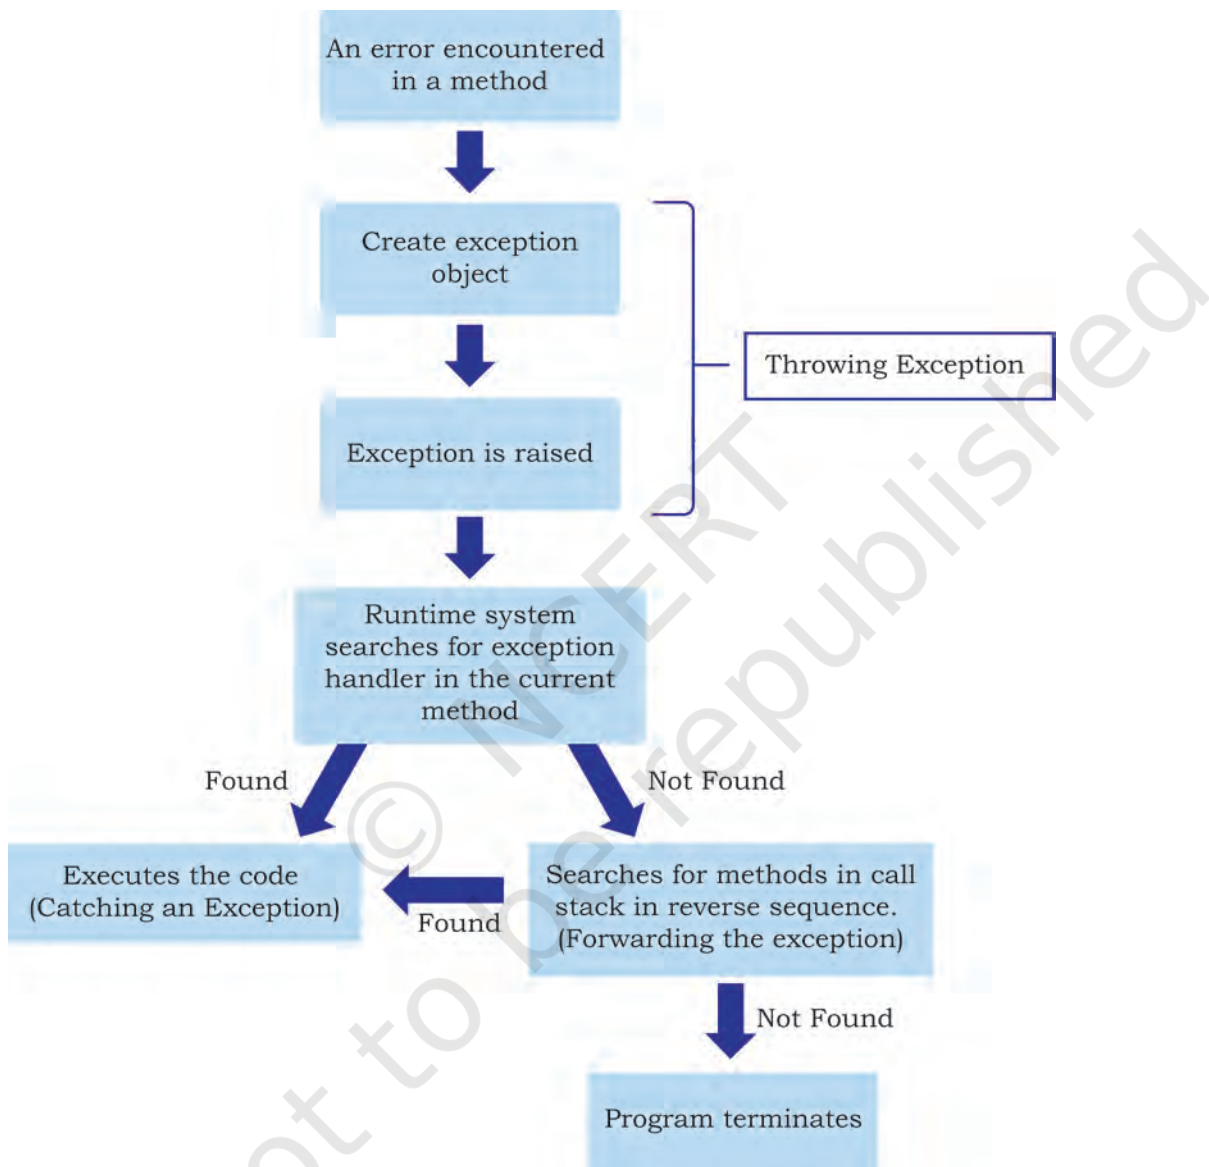 An error encountered
in a method
Create exception
object
Throwing Exception
Exception is raised
Runtime system
searches for exception
handler in the current
method
Found
Not Found
Executes the code
(Catching an Exception)
Found
Searches for methods in call
stack in reverse sequence.
(Forwarding the exception)
Not Found
Program terminates
© NCERT
not to be republished